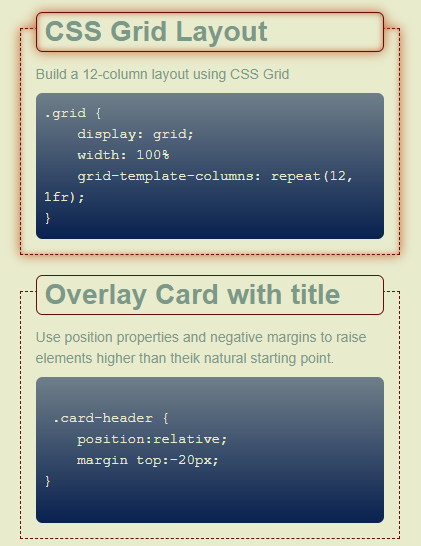 CSS Grid Layout
Build a 12-column layout using CSS Grid
.grid {
display: grid;
width: 100%
grid-template-columns: repeat(12,
1fr);
}
Overlay Card with title
Use position properties and negative margins to raise
elements higher than theik natural starting point.
.card-header {
position:relative;
margin top:-20px;
}